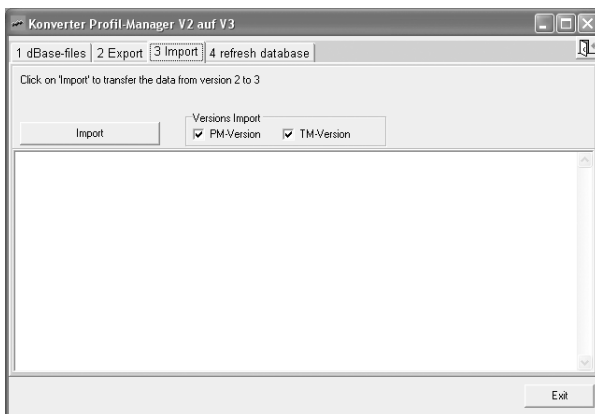 Konverter Profil-Manager V2 auf V3
1 dBase-files 2 Export 3 Import 4 refresh database
Click on 'Import' to transfer the data from version 2 to 3
Versions Import
Import PM-Version TM-Version
Exit